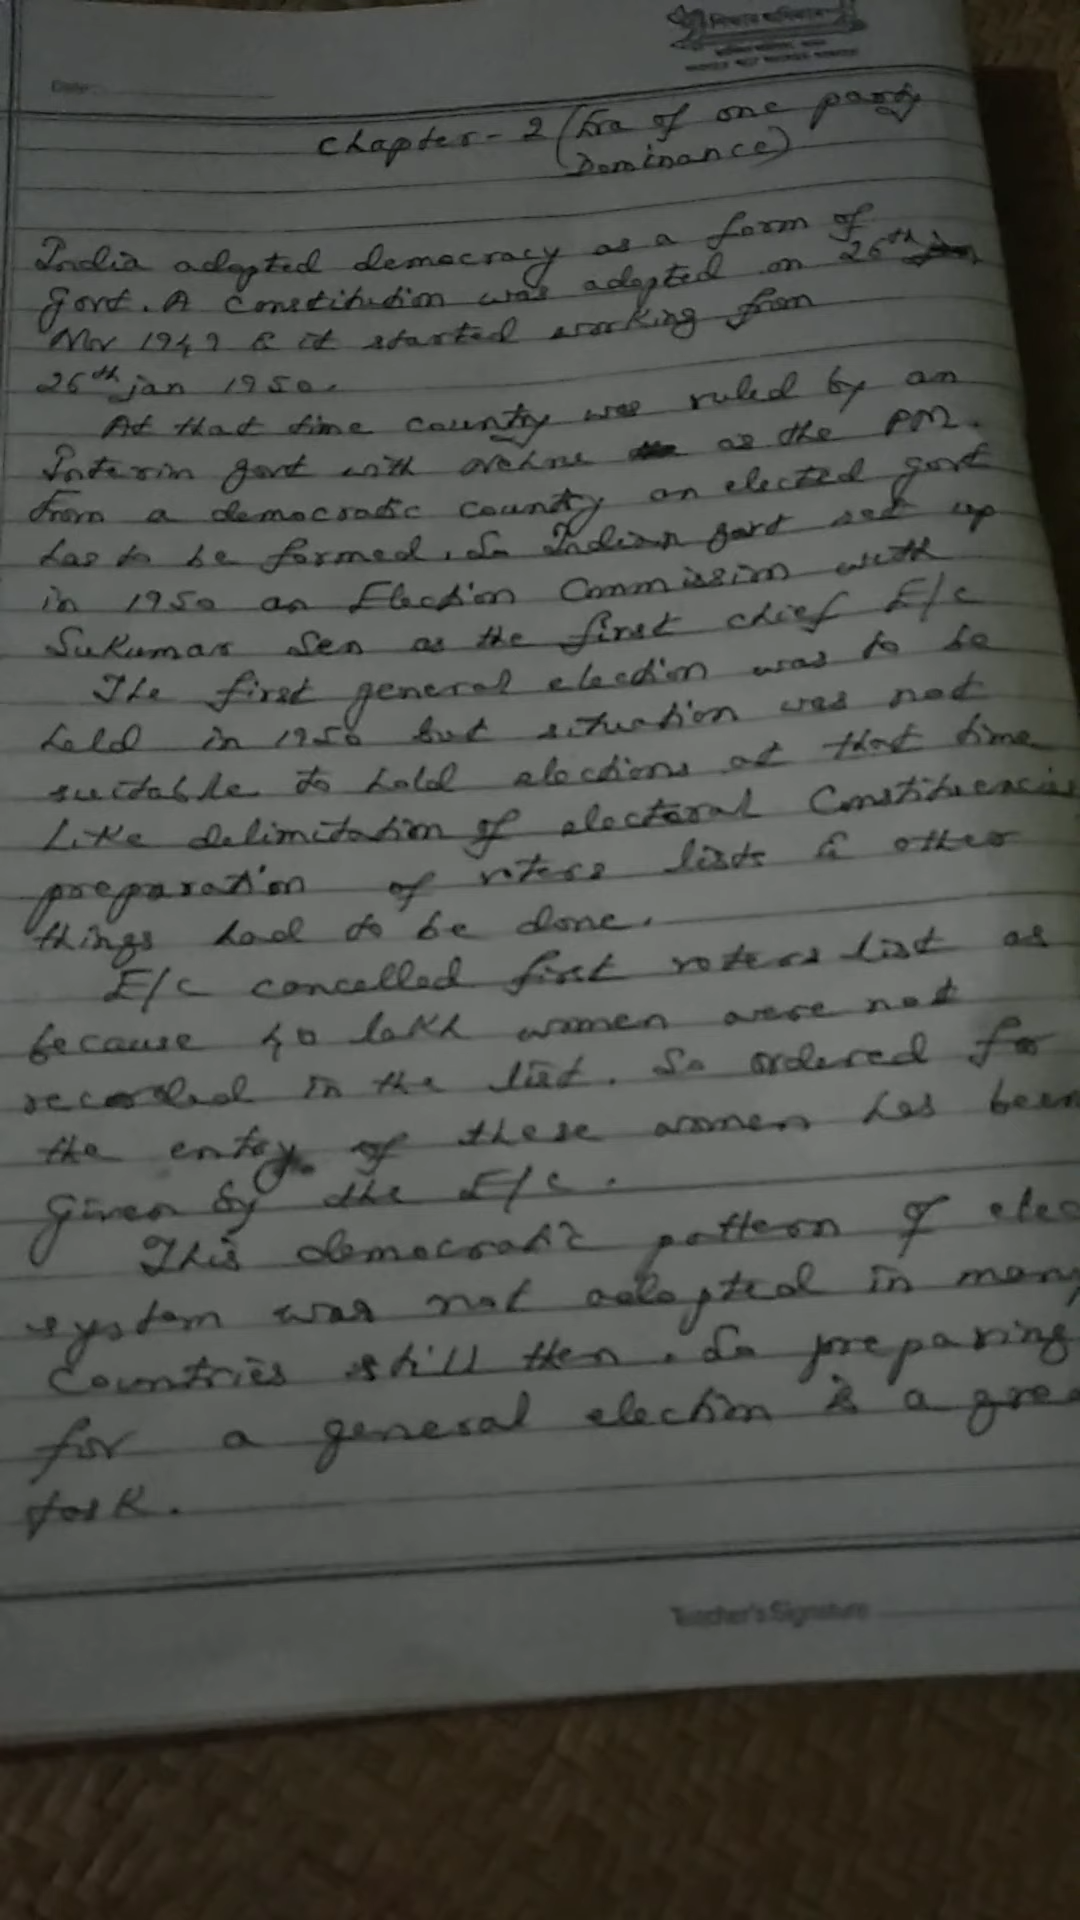 Date:
Chapter - 2 (Era of one party
Dominance)
India adopted democracy as a form of
govt. A Constitution was adopted on 26th
Nov 1949 & it started working from
26th jan 1950.
At that time country was ruled by an
Interim govt with as the PM.
From a democratic country an elected govt
has to be formed. So Indian govt set up
in 1950 an Election Commission with
Sukumar Sen as the first chief E/C
The first general election was to be
held in 1950 but situation was not
suitable to hold elections at that time
Like delimitation of electoral Constituencies
preparation of voters lists & other
things had to be done.
E/C cancelled first voters list as
because 40 lakh women were not
recorded in the list. So ordered for
the entry of these women has been
given by the E/C.
This democratic pattern of elec
system was not adopted in many
Countries still then. So preparing
for a general election is a grea
task.
Teacher's Signature